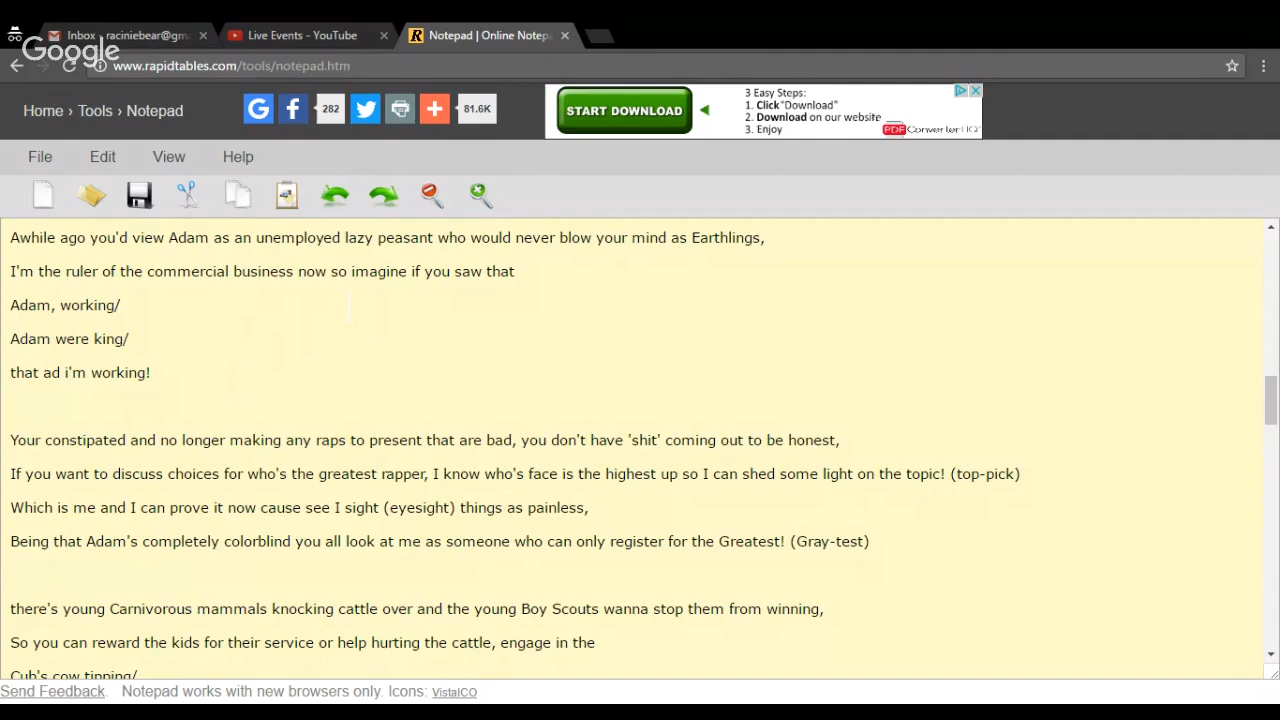 Inbox - raciniebear@gm
Live Events - YouTube
Notepad | Online Notepa
Google
www.rapidtables.com/tools/notepad.htm
Home › Tools › Notepad
282
81.6K
START DOWNLOAD
3 Easy Steps:
1. Click "Download"
2. Download on our website
3. Enjoy
PDF ConverterHQ
File Edit View Help
Awhile ago you'd view Adam as an unemployed lazy peasant who would never blow your mind as Earthlings,
I'm the ruler of the commercial business now so imagine if you saw that
Adam, working/
Adam were king/
that ad i'm working!
Your constipated and no longer making any raps to present that are bad, you don't have 'shit' coming out to be honest,
If you want to discuss choices for who's the greatest rapper, I know who's face is the highest up so I can shed some light on the topic! (top-pick)
Which is me and I can prove it now cause see I sight (eyesight) things as painless,
Being that Adam's completely colorblind you all look at me as someone who can only register for the Greatest! (Gray-test)
there's young Carnivorous mammals knocking cattle over and the young Boy Scouts wanna stop them from winning,
So you can reward the kids for their service or help hurting the cattle, engage in the
Cub's cow tipping/
Send Feedback. Notepad works with new browsers only. Icons: VistaICO